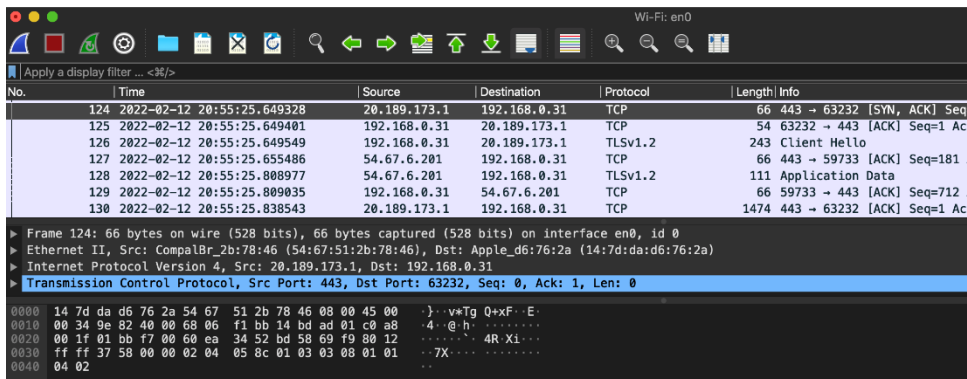 Wi-Fi: en0
Apply a display filter ... <⌘/>
No. Time Source Destination Protocol Length Info
124 2022-02-12 20:55:25.649328 20.189.173.1 192.168.0.31 TCP 66 443 → 63232 [SYN, ACK] Seq
125 2022-02-12 20:55:25.649401 192.168.0.31 20.189.173.1 TCP 54 63232 → 443 [ACK] Seq=1 Ac
126 2022-02-12 20:55:25.649549 192.168.0.31 20.189.173.1 TLSv1.2 243 Client Hello
127 2022-02-12 20:55:25.655486 54.67.6.201 192.168.0.31 TCP 66 443 → 59733 [ACK] Seq=181
128 2022-02-12 20:55:25.808977 54.67.6.201 192.168.0.31 TLSv1.2 111 Application Data
129 2022-02-12 20:55:25.809035 192.168.0.31 54.67.6.201 TCP 66 59733 → 443 [ACK] Seq=712
130 2022-02-12 20:55:25.838543 20.189.173.1 192.168.0.31 TCP 1474 443 → 63232 [ACK] Seq=1 Ac
Frame 124: 66 bytes on wire (528 bits), 66 bytes captured (528 bits) on interface en0, id 0
Ethernet II, Src: CompalBr_2b:78:46 (54:67:51:2b:78:46), Dst: Apple_d6:76:2a (14:7d:da:d6:76:2a)
Internet Protocol Version 4, Src: 20.189.173.1, Dst: 192.168.0.31
Transmission Control Protocol, Src Port: 443, Dst Port: 63232, Seq: 0, Ack: 1, Len: 0
0000 14 7d da d6 76 2a 54 67 51 2b 78 46 08 00 45 00 ·}··v*Tg Q+xF··E·
0010 00 34 9e 82 40 00 68 06 f1 bb 14 bd ad 01 c0 a8 ·4··@·h· ········
0020 00 1f 01 bb f7 00 60 ea 34 52 bd 58 69 f9 80 12 ······`· 4R·Xi···
0030 ff ff 37 58 00 00 02 04 05 8c 01 03 03 08 01 01 ··7X···· ········
0040 04 02 ··